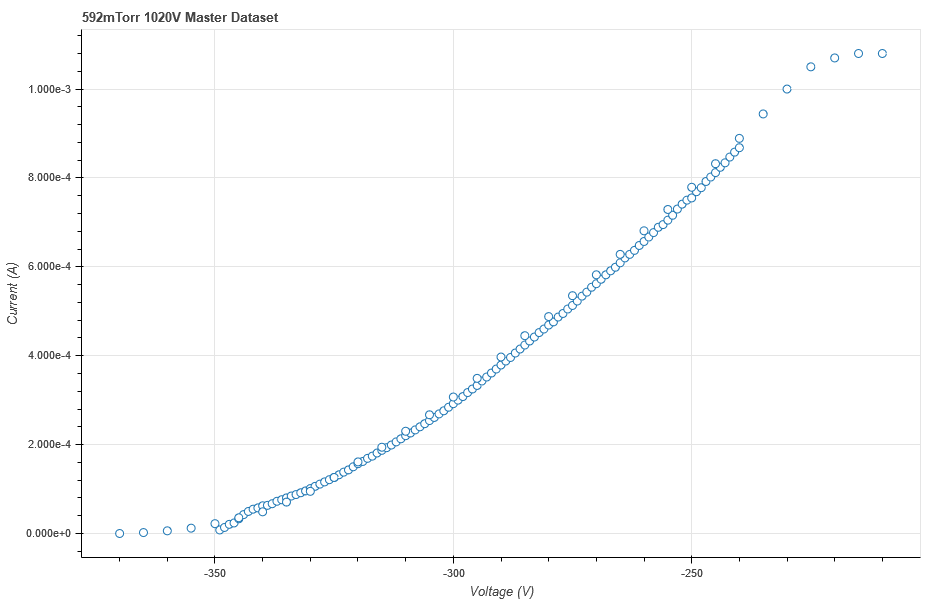 592mTorr 1020V Master Dataset
1.000e-3
8.000e-4
6.000e-4
4.000e-4
2.000e-4
0.000e+0
Current (A)
-350
-300
-250
Voltage (V)